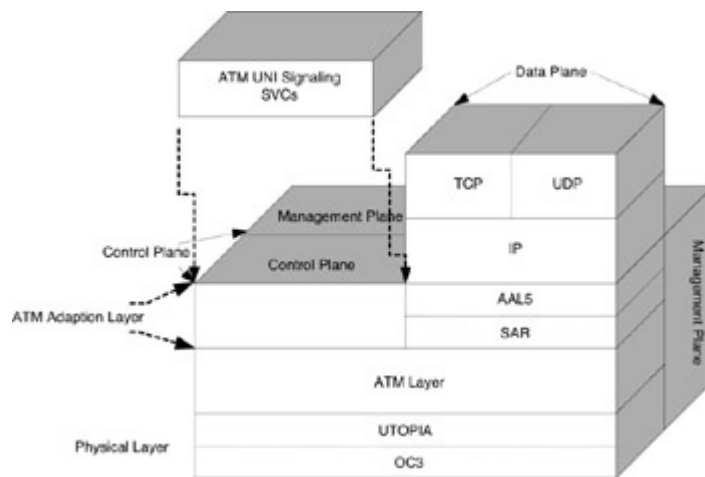 ATM UNI Signaling
SVCs
Data Plane
TCP
UDP
Management Plane
Control Plane
IP
Control Plane
Management Plane
AAL5
ATM Adaption Layer
SAR
ATM Layer
UTOPIA
Physical Layer
OC3